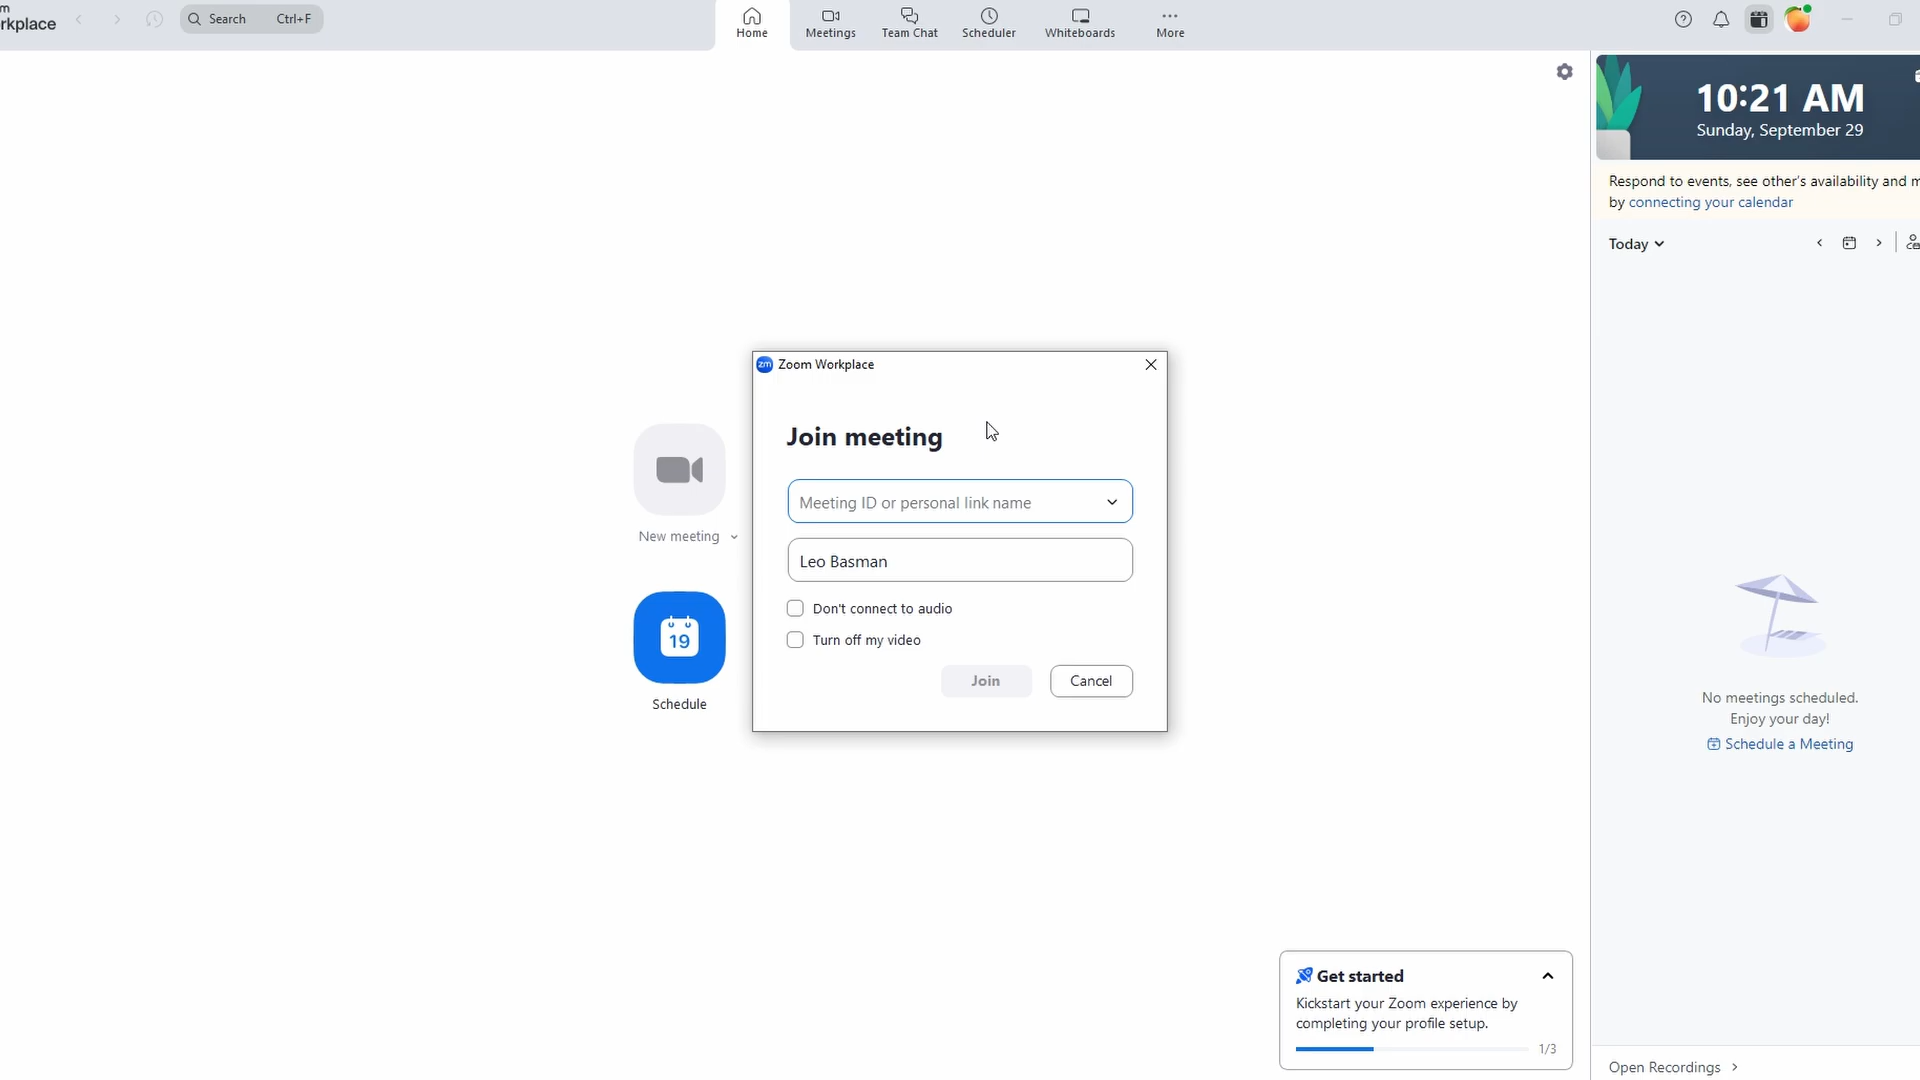 m
rkplace
Search Ctrl+F
Home
Meetings
Team Chat
Scheduler
Whiteboards
More
10:21 AM
Sunday, September 29
Respond to events, see other's availability and m
by connecting your calendar
Today
zm Zoom Workplace
Join meeting
Meeting ID or personal link name
Leo Basman
Don't connect to audio
Turn off my video
Join
Cancel
New meeting
19
Schedule
No meetings scheduled.
Enjoy your day!
Schedule a Meeting
Get started
Kickstart your Zoom experience by
completing your profile setup.
1/3
Open Recordings